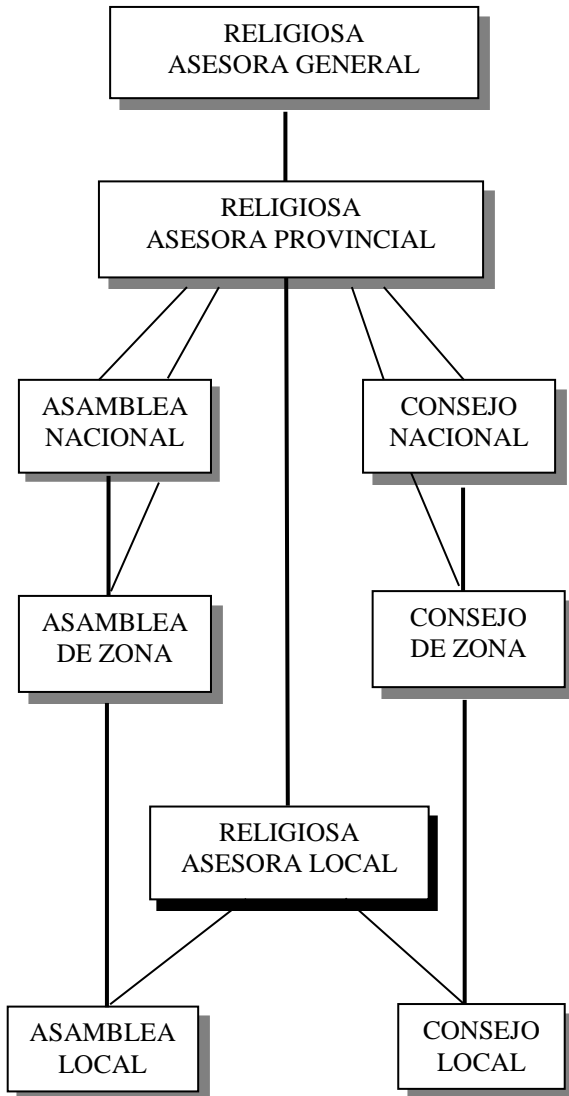 RELIGIOSA
ASESORA GENERAL
RELIGIOSA
ASESORA PROVINCIAL
ASAMBLEA
NACIONAL
CONSEJO
NACIONAL
ASAMBLEA
DE ZONA
CONSEJO
DE ZONA
RELIGIOSA
ASESORA LOCAL
ASAMBLEA
LOCAL
CONSEJO
LOCAL